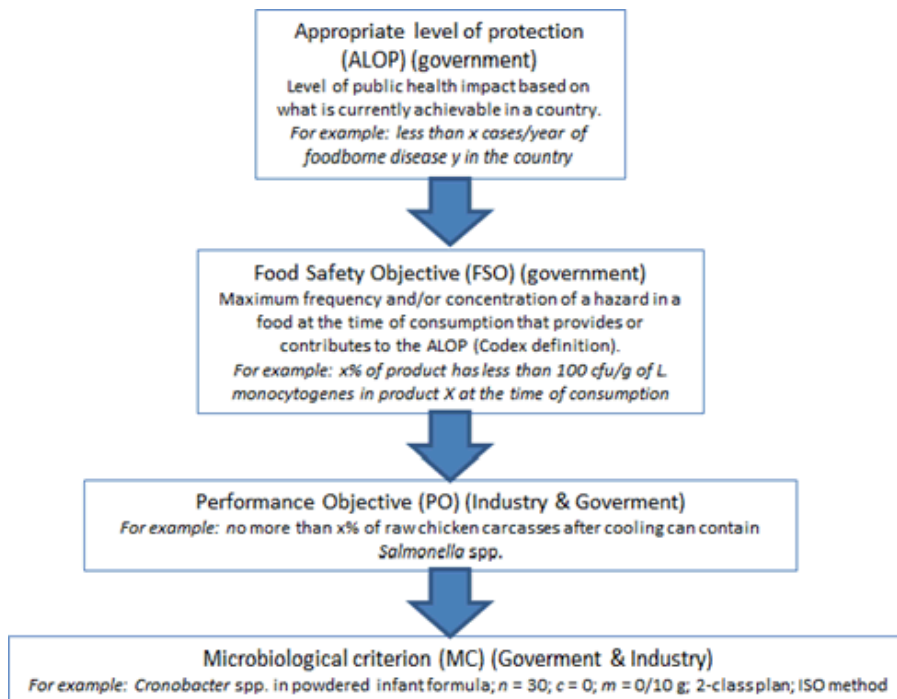 Appropriate level of protection
(ALOP) (government)
Level of public health impact based on
what is currently achievable in a country.
For example: less than x cases/year of
foodborne disease y in the country
Food Safety Objective (FSO) (government)
Maximum frequency and/or concentration of a hazard in a
food at the time of consumption that provides or
contributes to the ALOP (Codex definition).
For example: x% of product has less than 100 cfu/g of L.
monocytogenes in product X at the time of consumption
Performance Objective (PO) (Industry & Goverment)
For example: no more than x% of raw chicken carcasses after cooling can contain
Salmonella spp.
Microbiological criterion (MC) (Goverment & Industry)
For example: Cronobacter spp. in powdered infant formula; n = 30; c = 0; m = 0/10 g; 2-class plan; ISO method